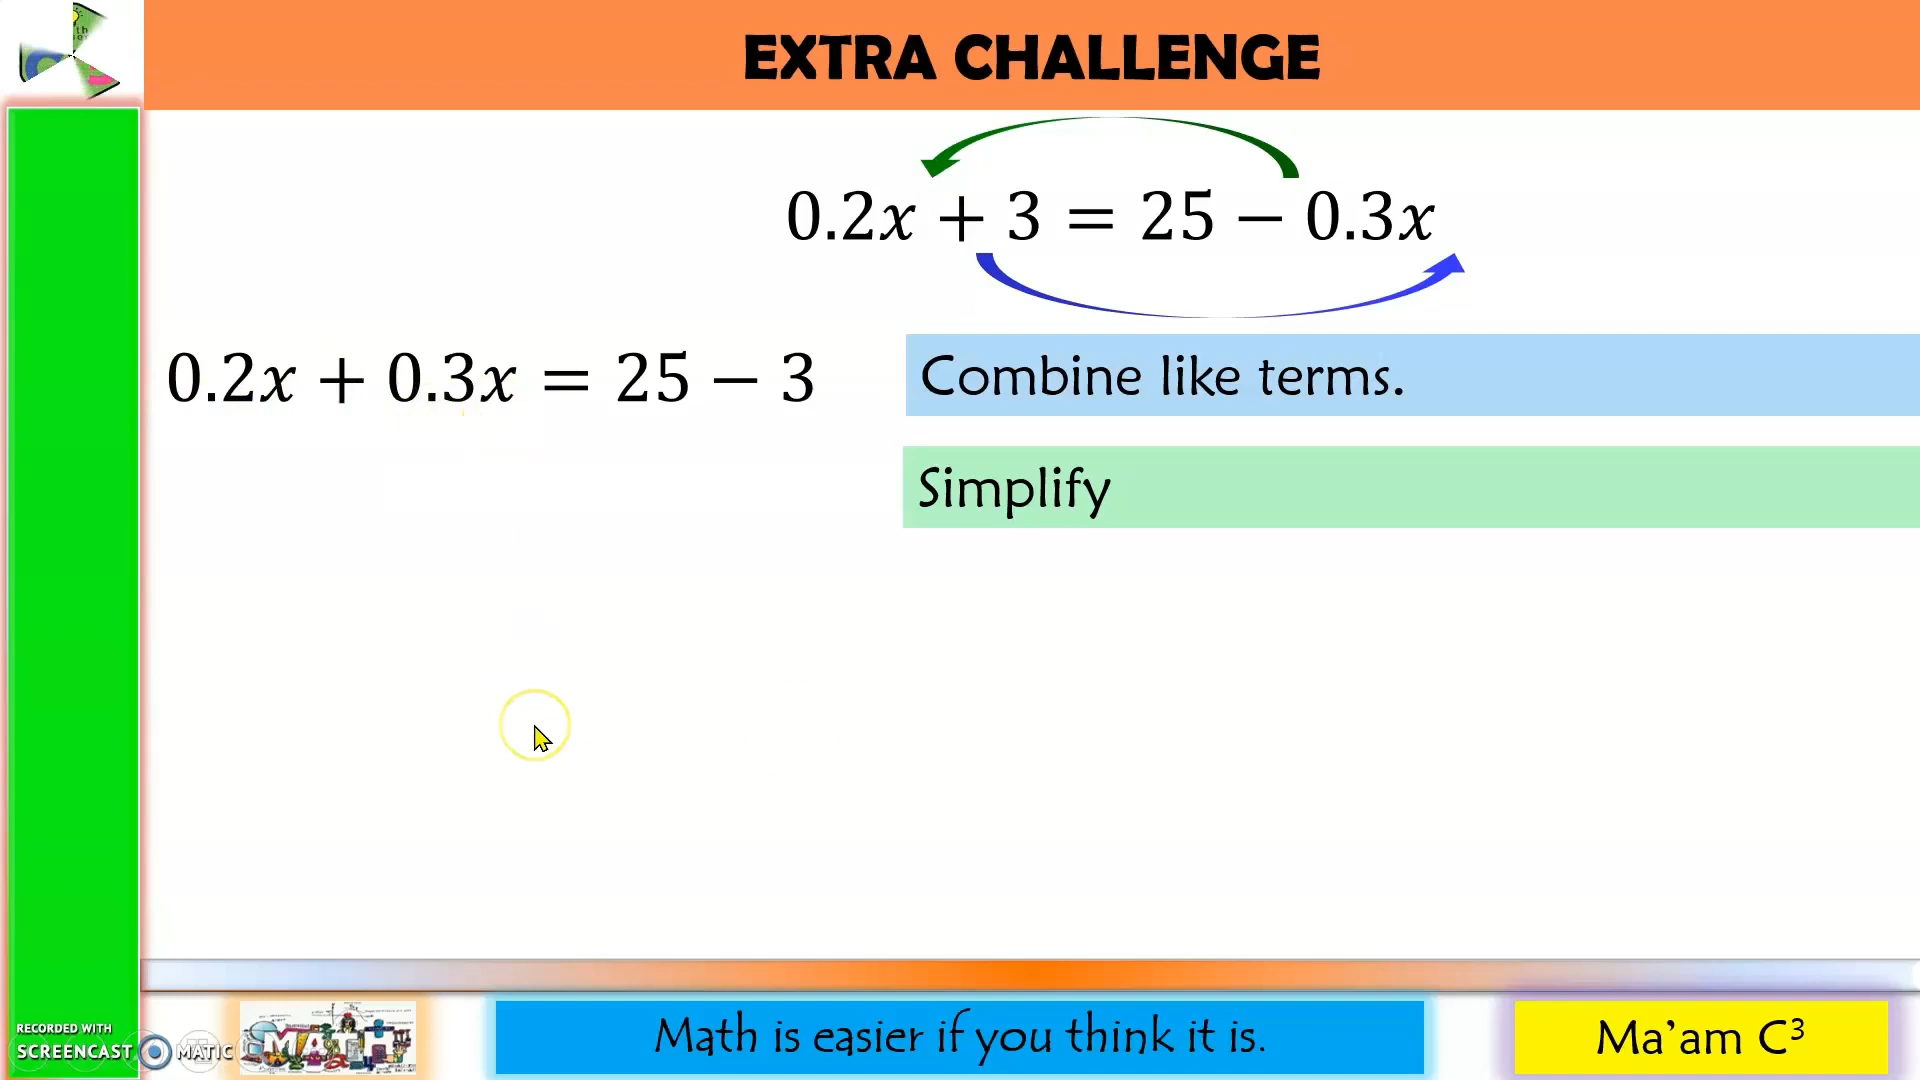 EXTRA CHALLENGE
0.2x + 3 = 25 − 0.3x
0.2x + 0.3x = 25 − 3
Combine like terms.
Simplify
RECORDED WITH
SCREENCAST MATIC
MATH
Math is easier if you think it is.
Ma’am C³